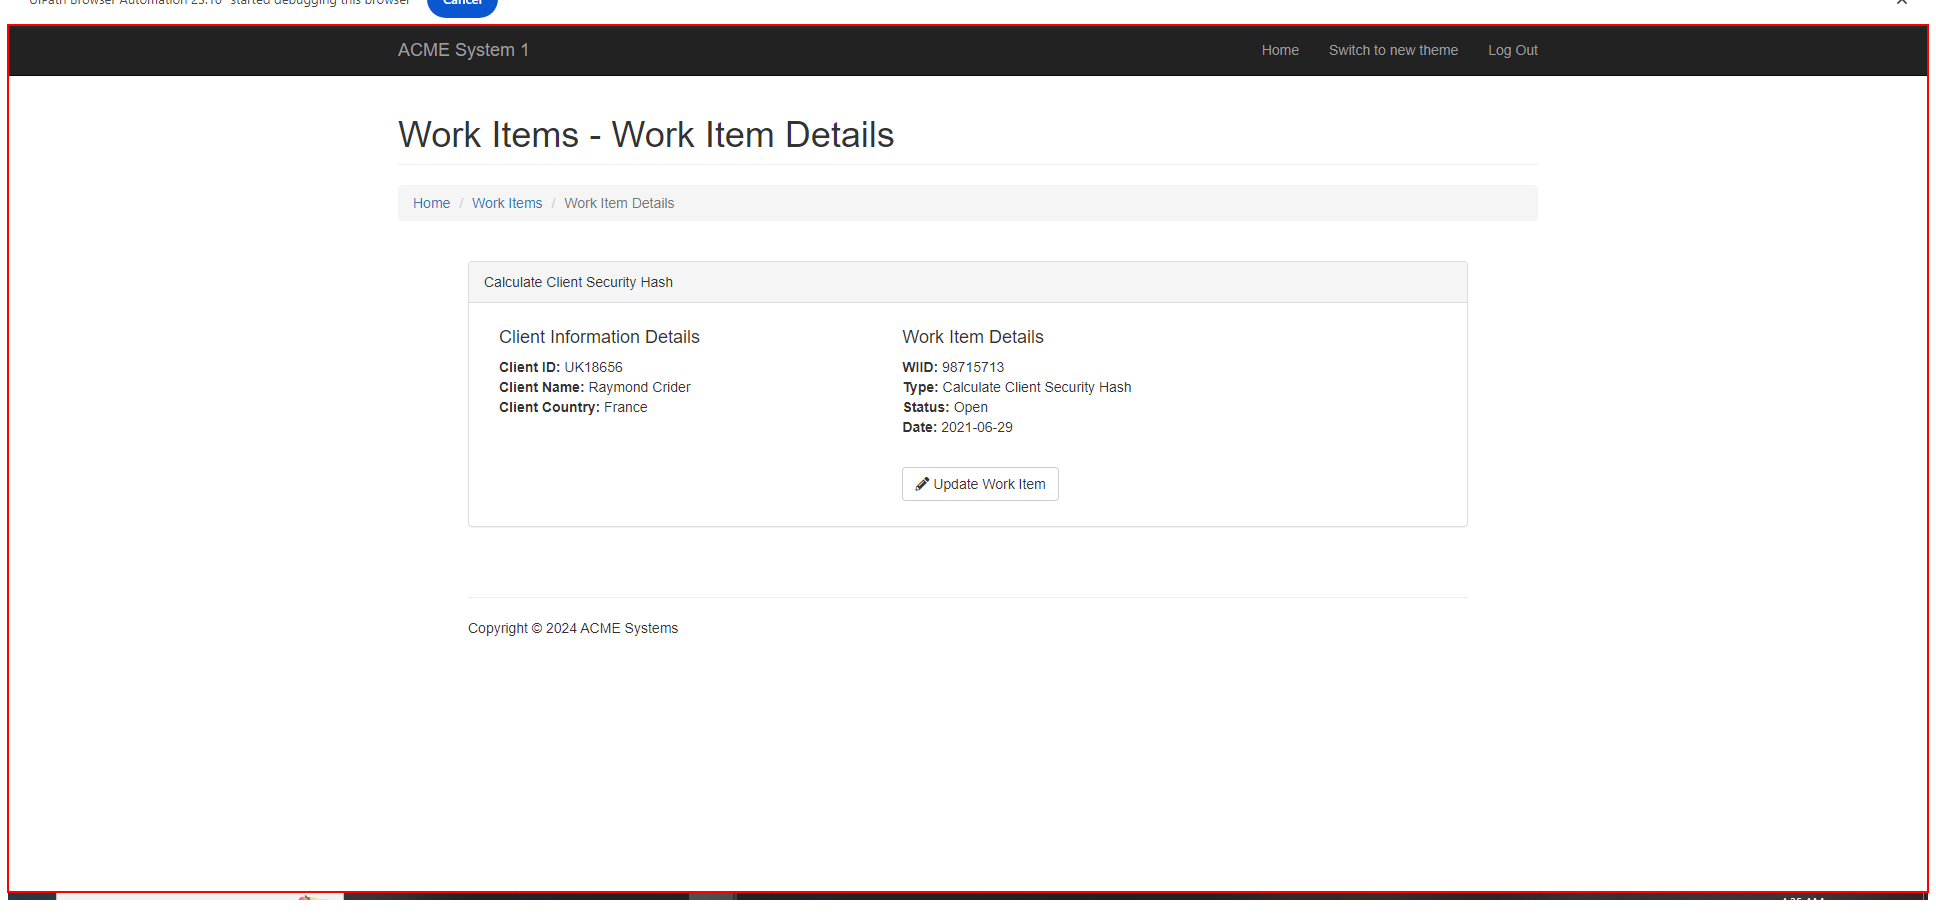 "UiPath Browser Automation 23.10" started debugging this browser Cancel
ACME System 1 Home Switch to new theme Log Out
Work Items - Work Item Details
Home / Work Items / Work Item Details
Calculate Client Security Hash
Client Information Details
Client ID: UK18656
Client Name: Raymond Crider
Client Country: France
Work Item Details
WIID: 98715713
Type: Calculate Client Security Hash
Status: Open
Date: 2021-06-29
Update Work Item
Copyright © 2024 ACME Systems